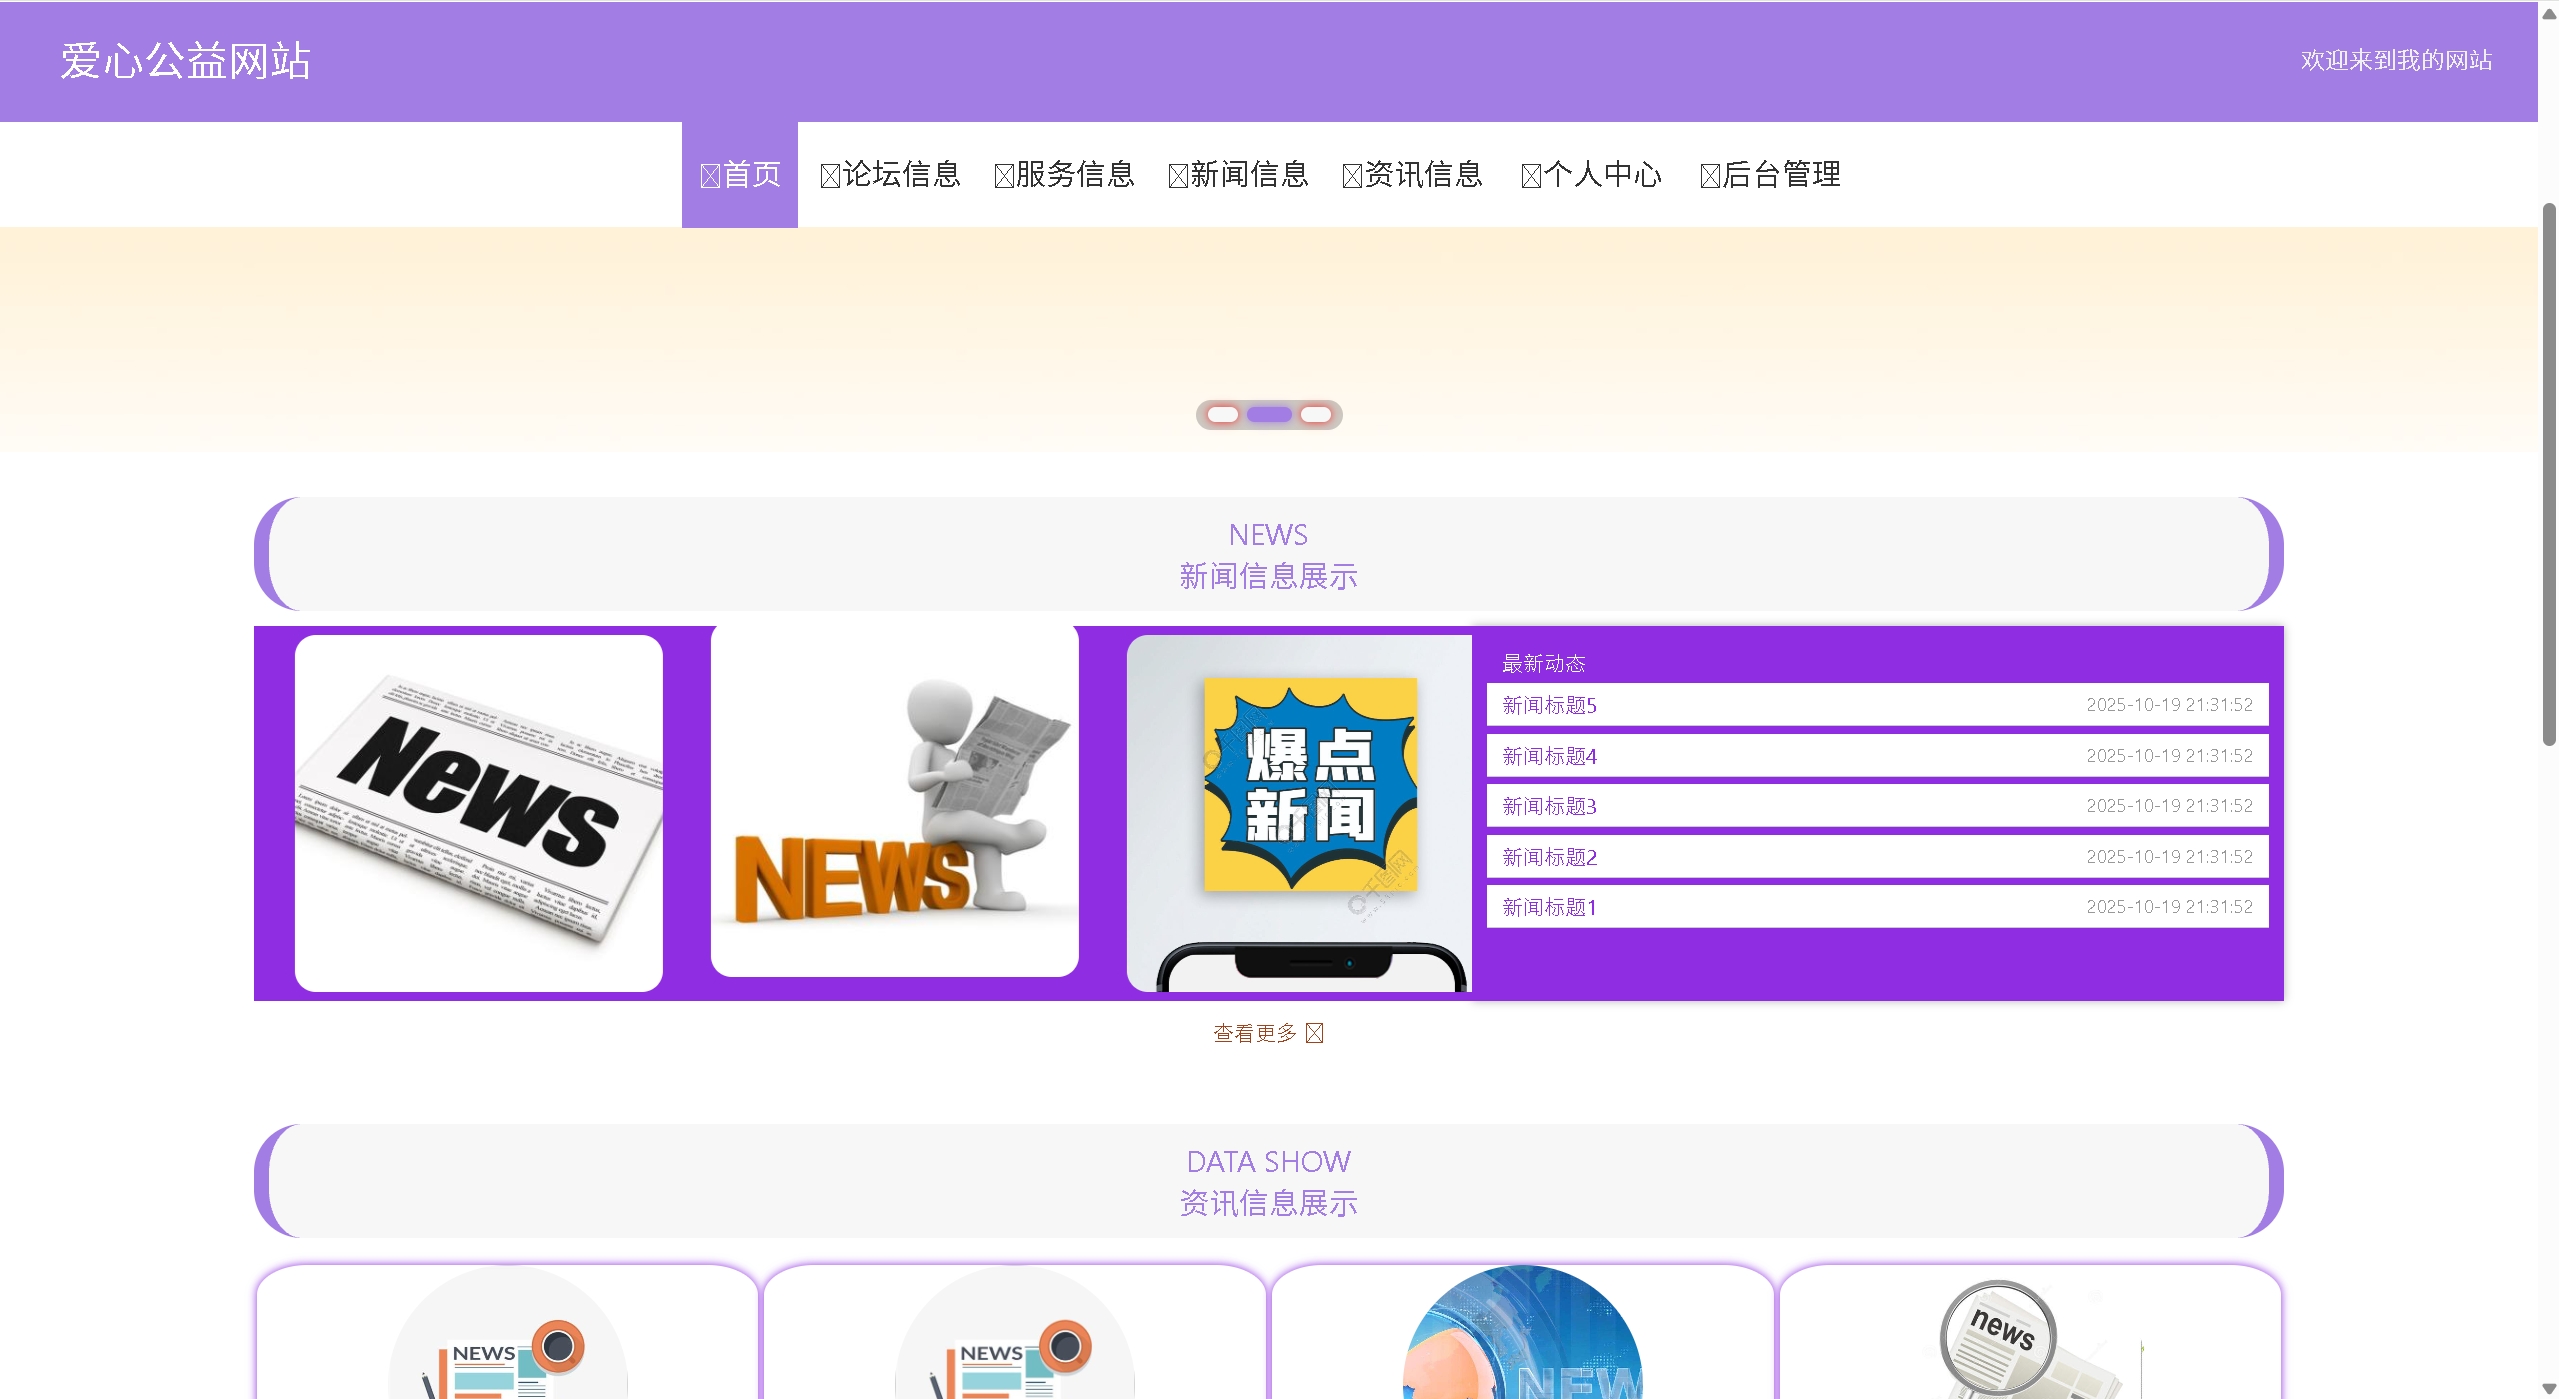 爱心公益网站
欢迎来到我的网站
首页 论坛信息 服务信息 新闻信息 资讯信息 个人中心 后台管理
NEWS
新闻信息展示
News
NEWS
爆点
新闻
千图网
最新动态
新闻标题5 2025-10-19 21:31:52
新闻标题4 2025-10-19 21:31:52
新闻标题3 2025-10-19 21:31:52
新闻标题2 2025-10-19 21:31:52
新闻标题1 2025-10-19 21:31:52
查看更多
DATA SHOW
资讯信息展示
NEWS
NEWS
NEW
news